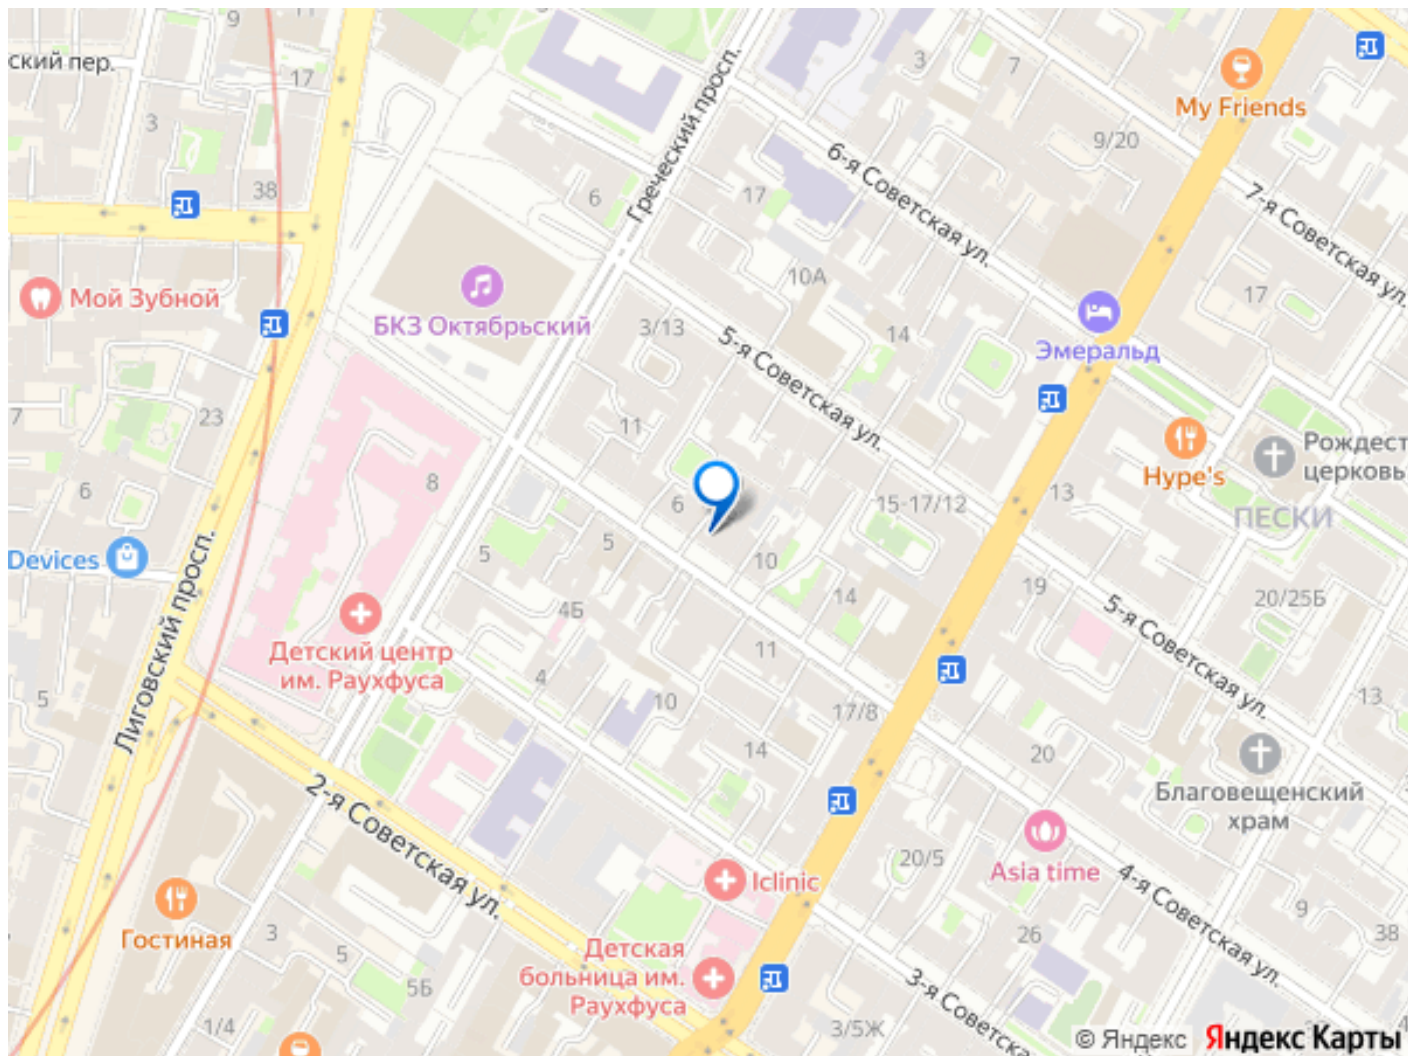 9
ский пер.
17
3
7
My Friends
3
9/20
6-я Советская ул.
7-я Советская ул.
Греческий просп.
38
6
17
Мой Зубной
БКЗ Октябрьский
10А
17
3/13
14
Эмеральд
5-я Советская ул.
7
23
11
Hype's
Рождест
церковь
6
8
6
15-17/12
13
ПЕСКИ
Devices
5
5
10
14
19
20/25Б
4Б
Лиговский просп.
Детский центр
им. Раухфуса
5-я Советская ул.
11
4
5
10
17/8
13
14
20
2-я Советская ул.
Благовещенский
храм
20/5
Asia time
Iclinic
4-я Советская ул.
9
Гостиная
3
5
26
38
Детская
больница им.
Раухфуса
5Б
3-я Советска
1/4
3/5Ж
© Яндекс Яндекс Карты